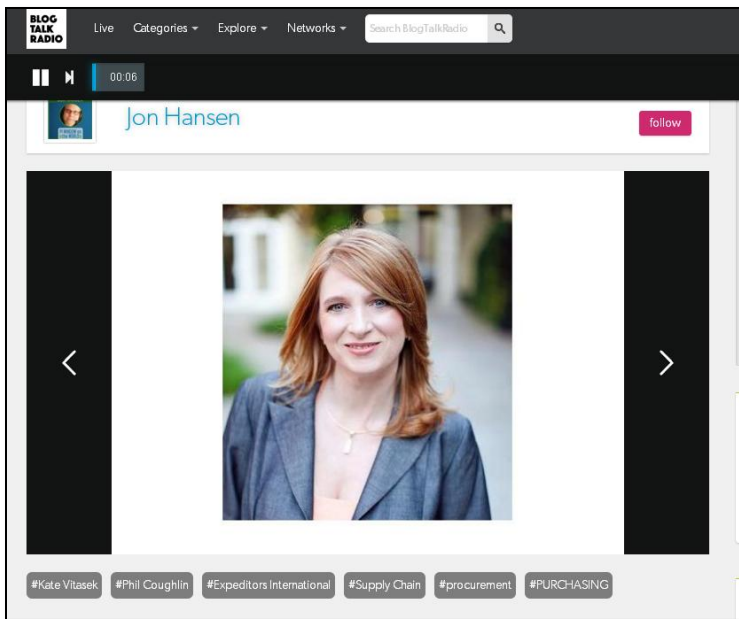 BLOG
TALK
RADIO
Live Categories Explore Networks Search BlogTalkRadio
00:06
Jon Hansen
follow
#Kate Vitasek #Phil Coughlin #Expeditors International #Supply Chain #procurement #PURCHASING